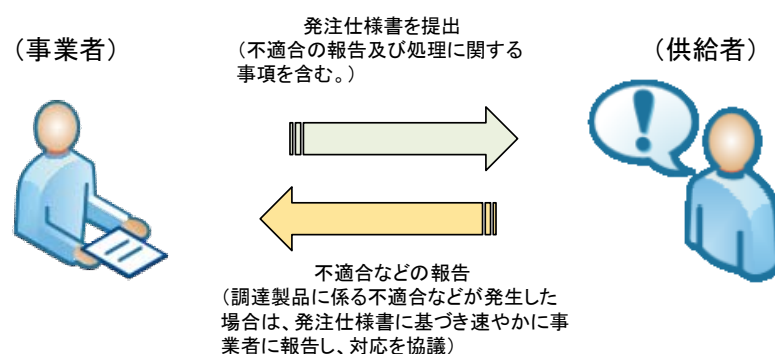 発注仕様書を提出
（事業者）
（不適合の報告及び処理に関する
事項を含む。）
（供給者）
不適合などの報告
（調達製品に係る不適合などが発生した
場合は、発注仕様書に基づき速やかに事
業者に報告し、対応を協議）